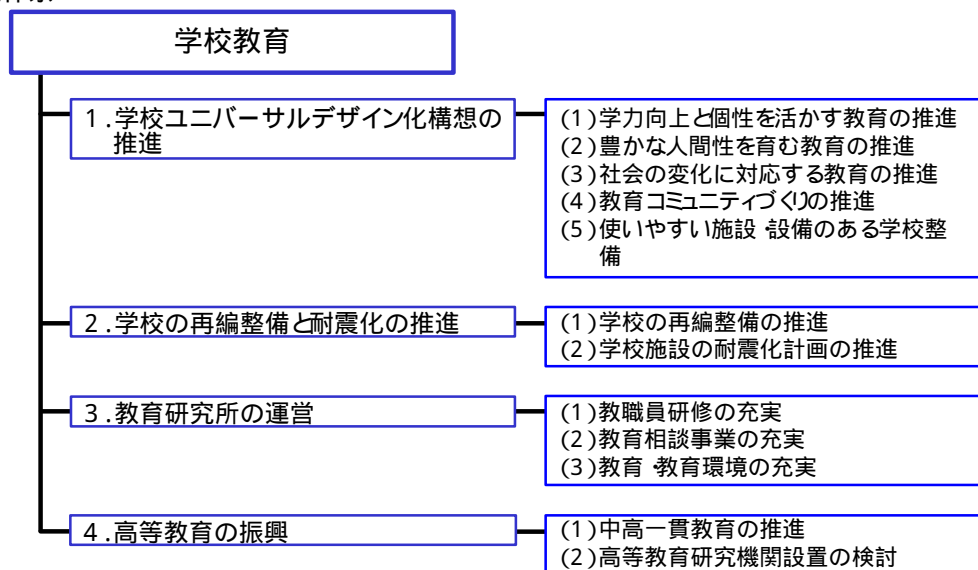 学校教育
1.学校ユニバーサルデザイン化構想の
推進
(1)学力向上と個性を活かす教育の推進
(2)豊かな人間性を育む教育の推進
(3)社会の変化に対応する教育の推進
(4)教育コミュニティづくりの推進
(5)使いやすい施設・設備のある学校整
備
2.学校の再編整備と耐震化の推進
(1)学校の再編整備の推進
(2)学校施設の耐震化計画の推進
3.教育研究所の運営
(1)教職員研修の充実
(2)教育相談事業の充実
(3)教育・教育環境の充実
4.高等教育の振興
(1)中高一貫教育の推進
(2)高等教育研究機関設置の検討